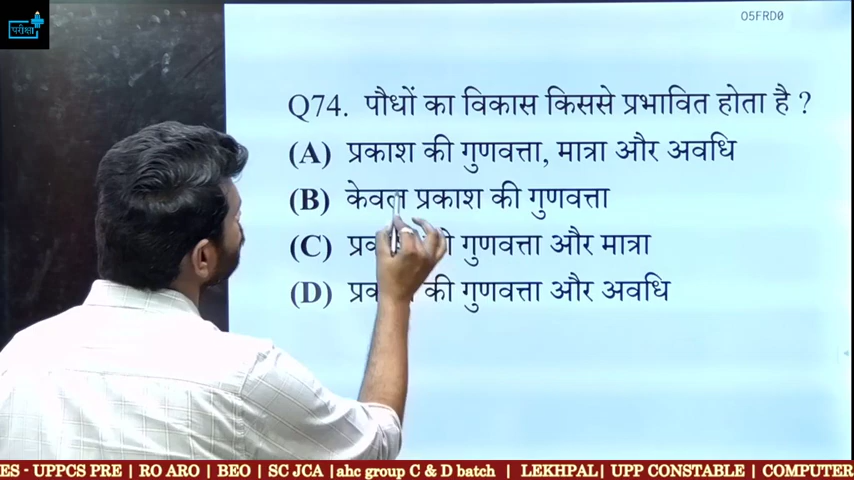 परीक्षा
O5FRD0
Q74. पौधों का विकास किससे प्रभावित होता है ?
(A) प्रकाश की गुणवत्ता, मात्रा और अवधि
(B) केवल प्रकाश की गुणवत्ता
(C) गुणवत्ता और मात्रा
(D) की गुणवत्ता और अवधि
ES - UPPCS PRE | RO ARO | BEO | SC JCA |ahc group C & D batch | LEKHPAL| UPP CONSTABLE | COMPUTER